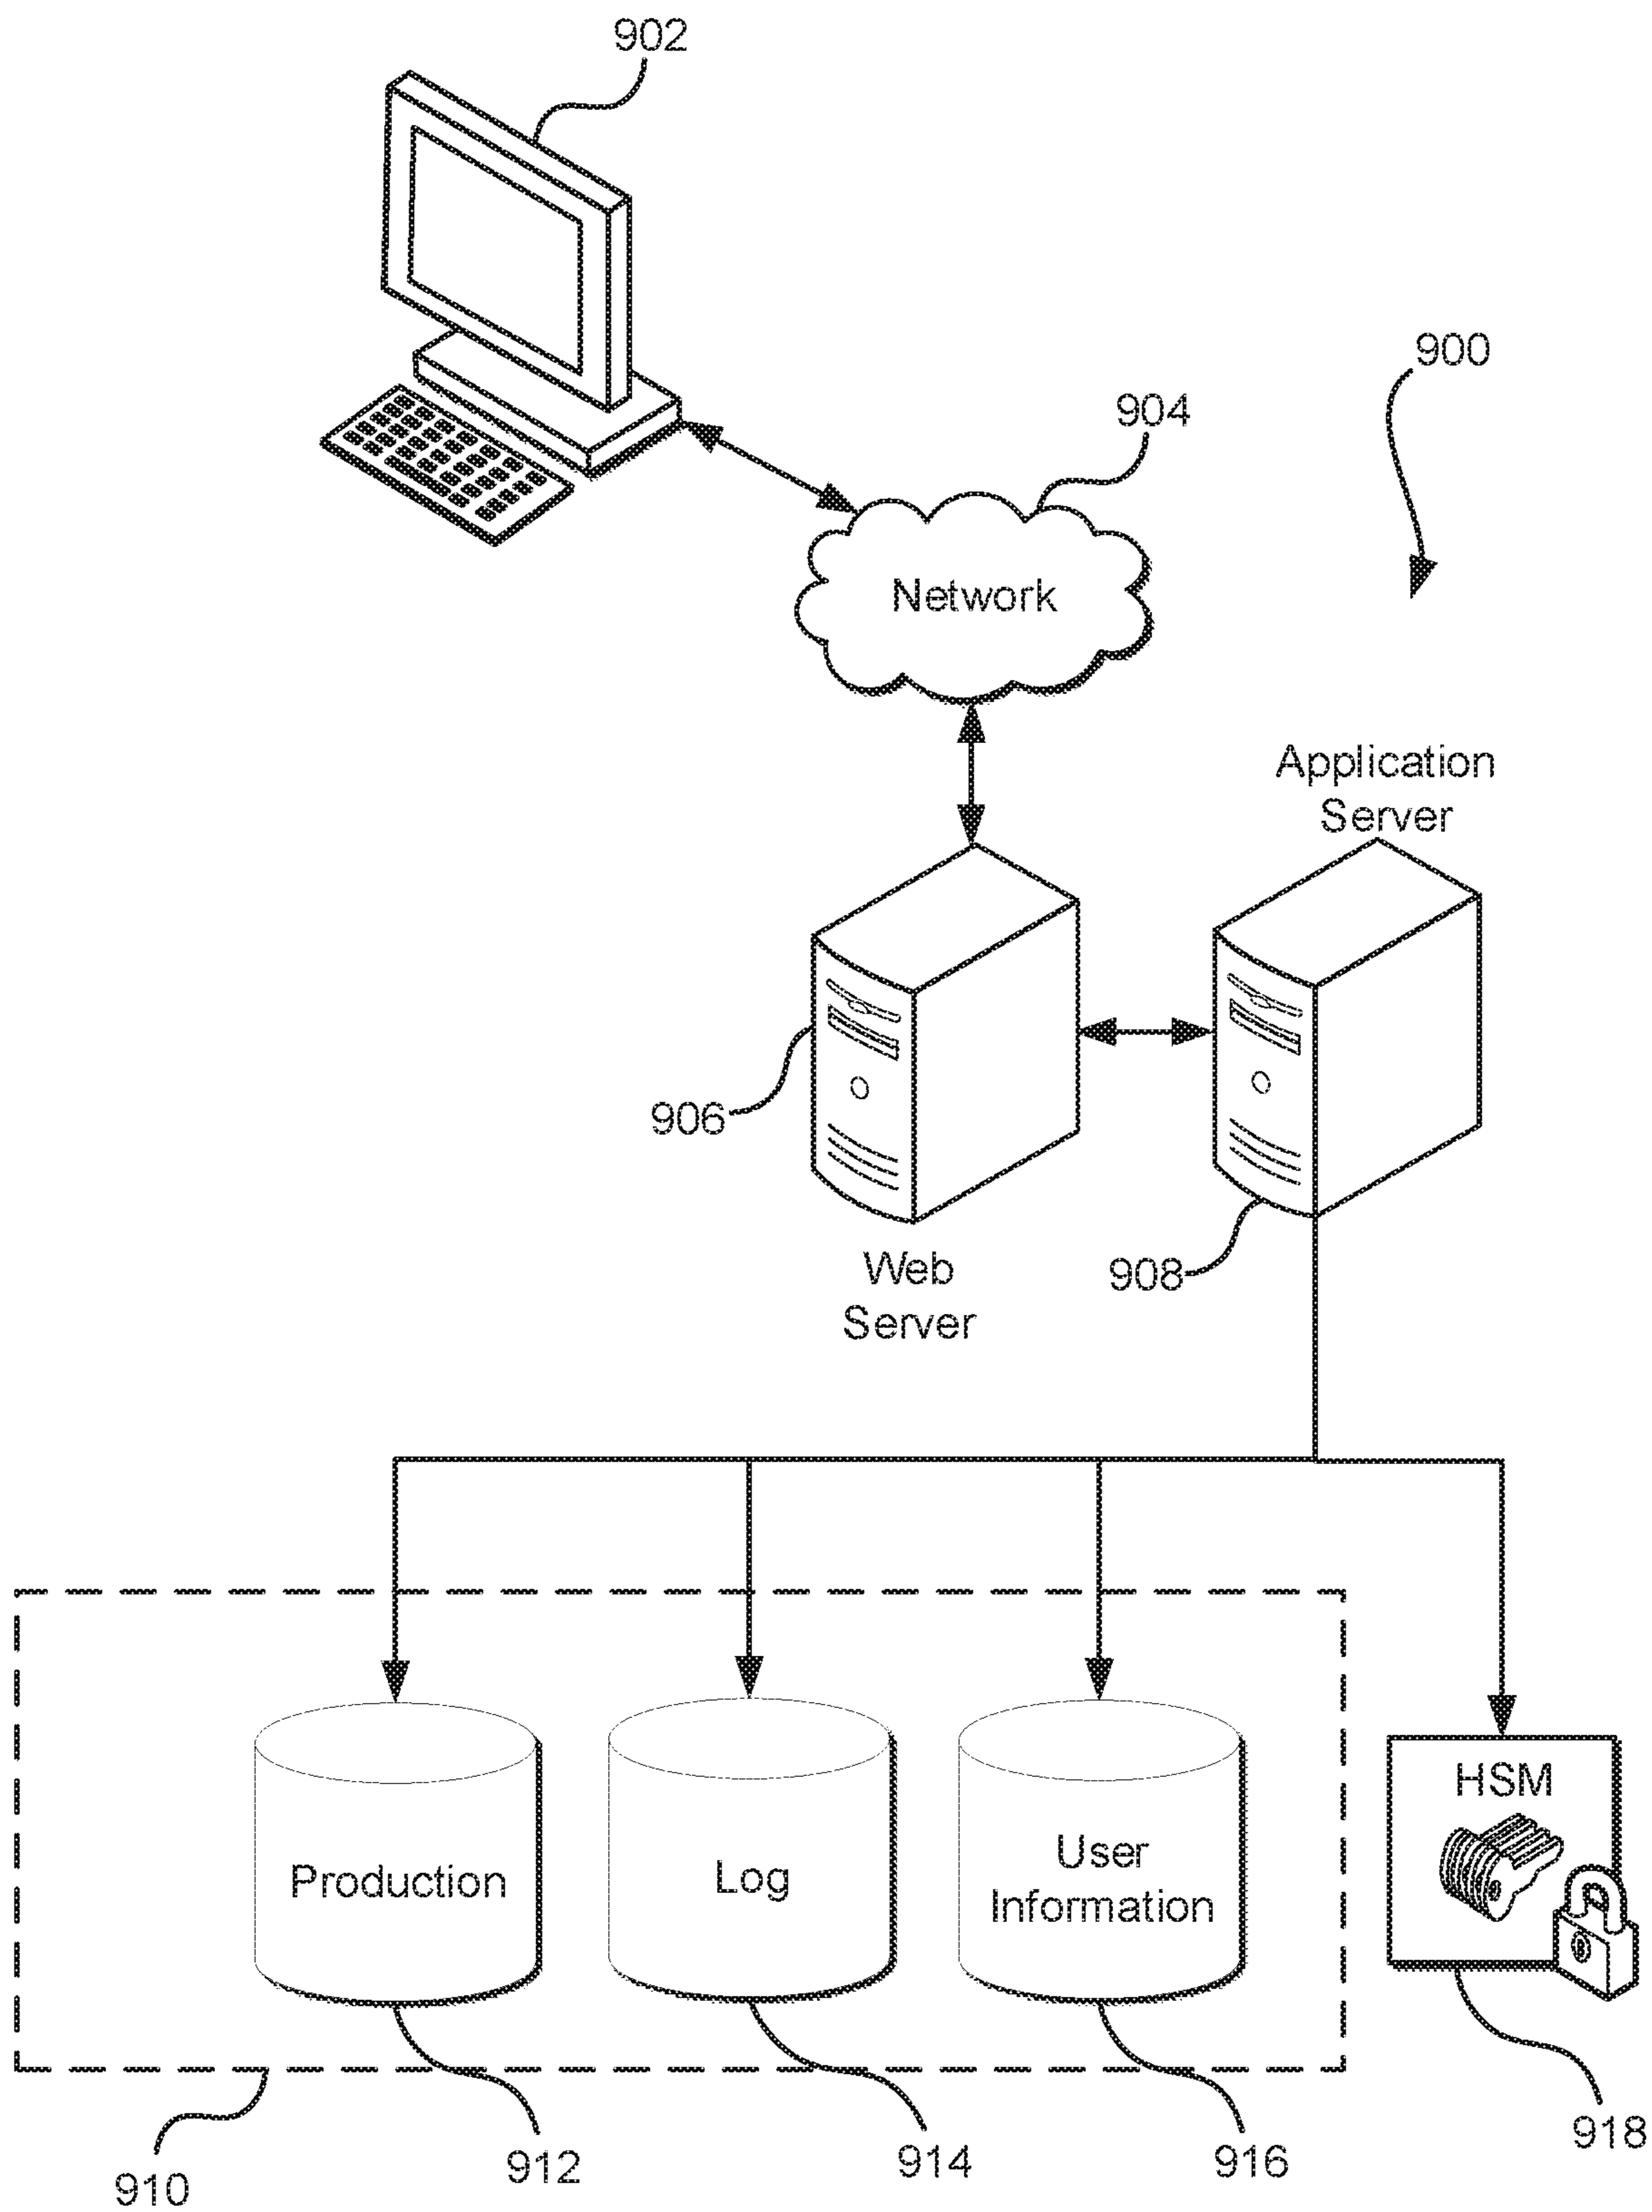 902
900
904
Network
Application
Server
906
908
Web
Server
HSM
Production
Log
User
Information
910
912
914
916
918